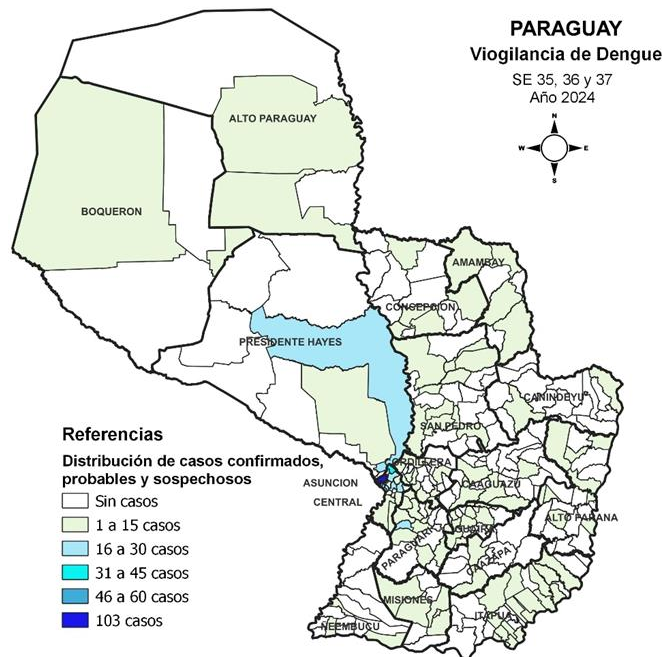 PARAGUAY
Viogilancia de Dengue
SE 35, 36 y 37
Año 2024
N
W
E
S
ALTO PARAGUAY
BOQUERON
AMAMBAY
CONCEPCION
PRESIDENTE HAYES
CANINDEYU
SAN PEDRO
CORDILLERA
ASUNCION
CENTRAL
CAAGUAZU
ALTO PARANA
GUAIRA
PARAGUARI
CAAZAPA
MISIONES
ITAPUA
ÑEEMBUCU
Referencias
Distribución de casos confirmados,
probables y sospechosos
Sin casos
1 a 15 casos
16 a 30 casos
31 a 45 casos
46 a 60 casos
103 casos